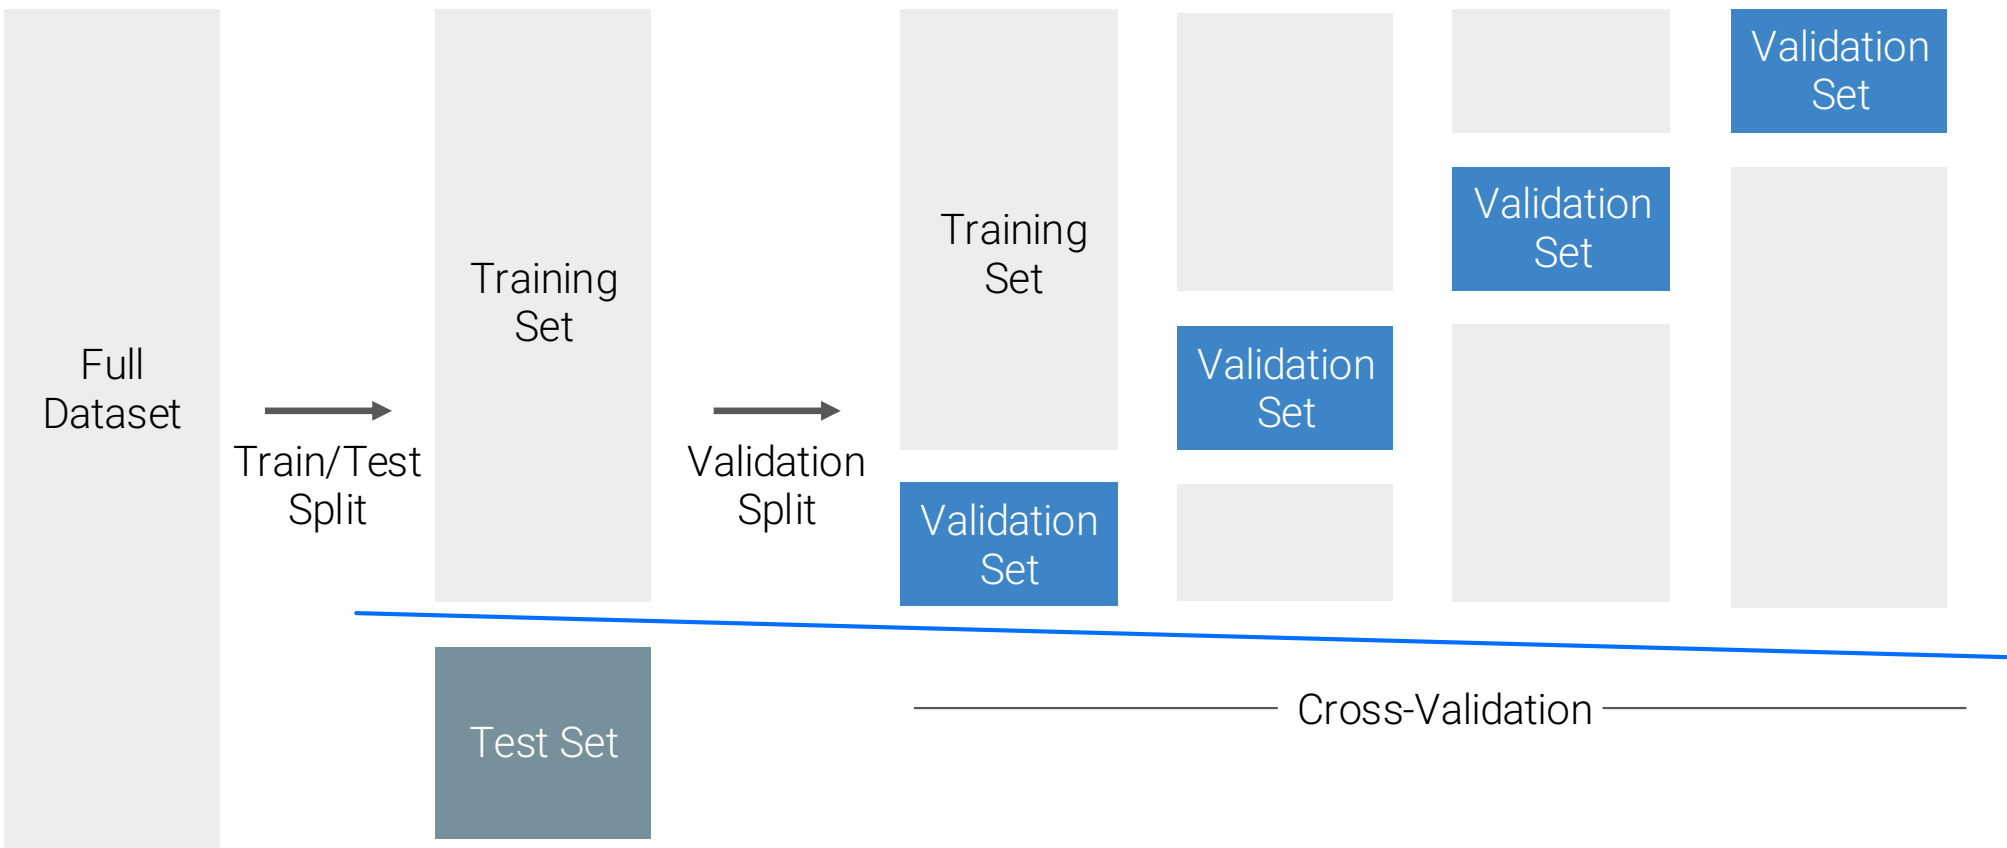 Full
Dataset
Train/Test
Split
Training
Set
Test Set
Validation
Split
Training
Set
Validation
Set
Validation
Set
Validation
Set
Validation
Set
Cross-Validation